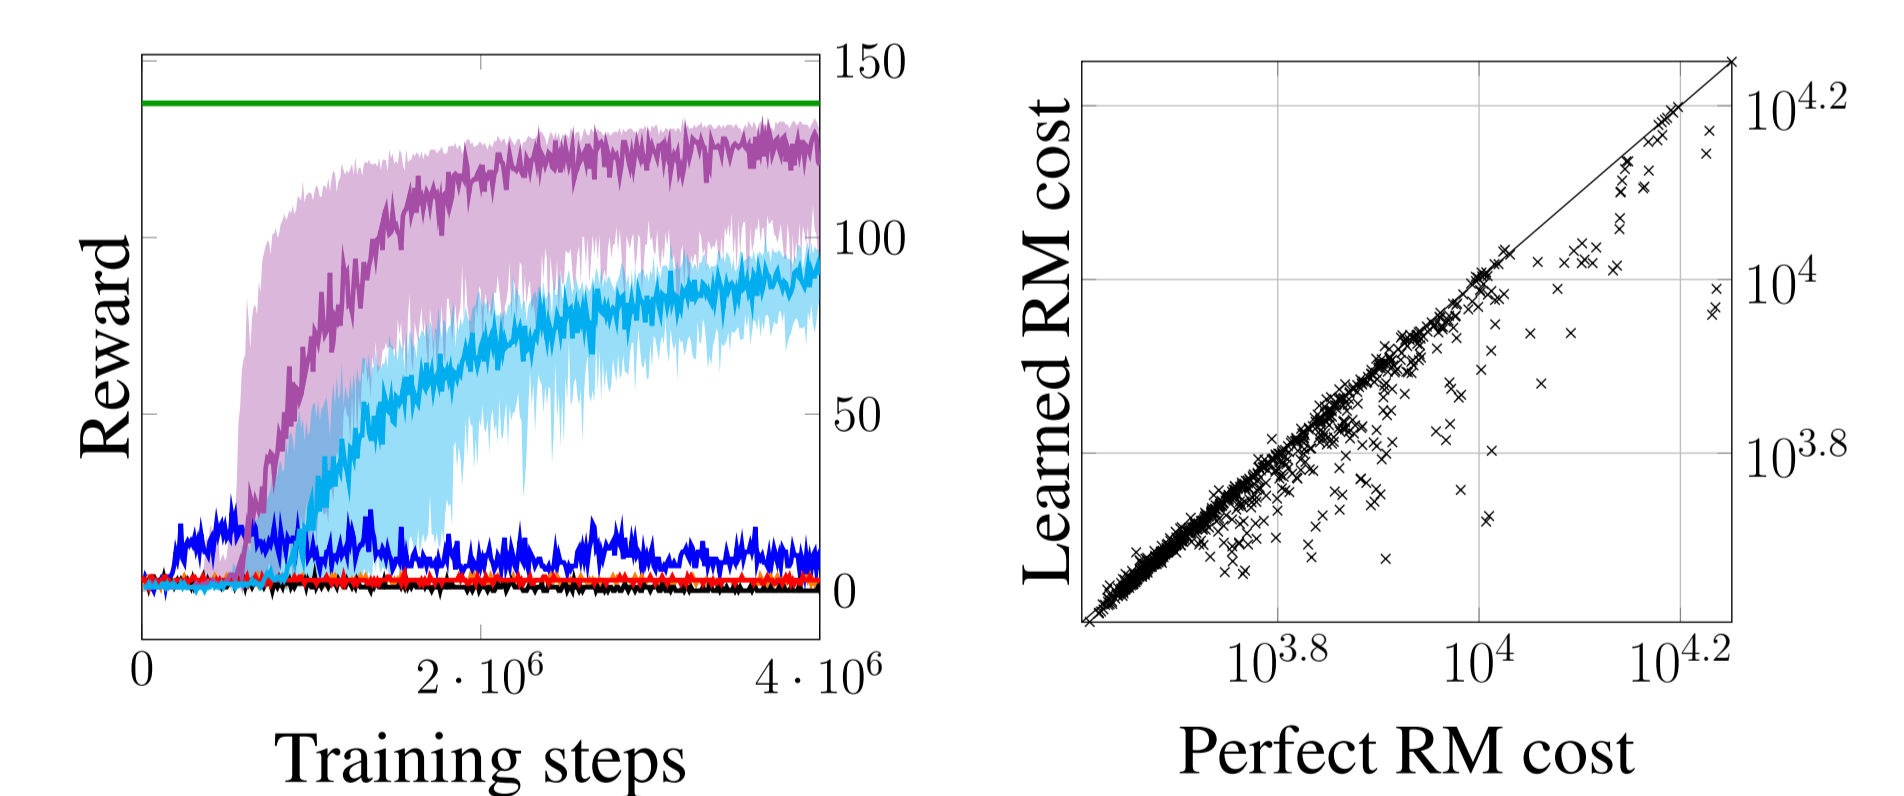 Reward
150
100
50
0
0
2 · 10^6
4 · 10^6
Training steps
Learned RM cost
10^4.2
10^4
10^3.8
10^3.8
10^4
10^4.2
Perfect RM cost